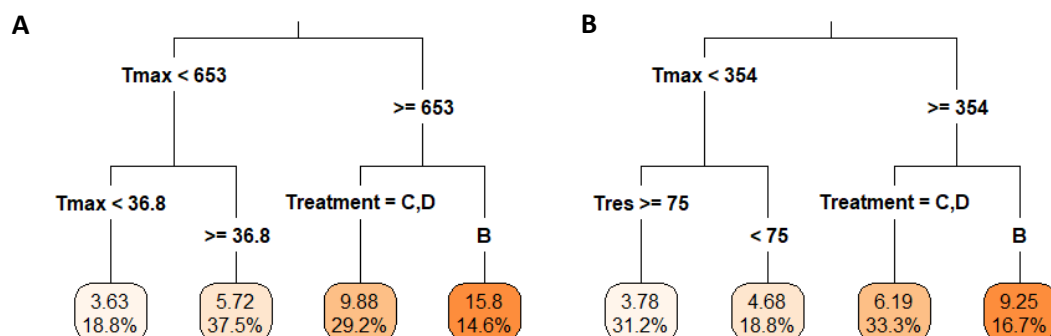 A
Tmax < 653
>= 653
Tmax < 36.8
>= 36.8
Treatment = C,D
B
3.63
18.8%
5.72
37.5%
9.88
29.2%
15.8
14.6%
B
Tmax < 354
>= 354
Tres >= 75
< 75
Treatment = C,D
B
3.78
31.2%
4.68
18.8%
6.19
33.3%
9.25
16.7%